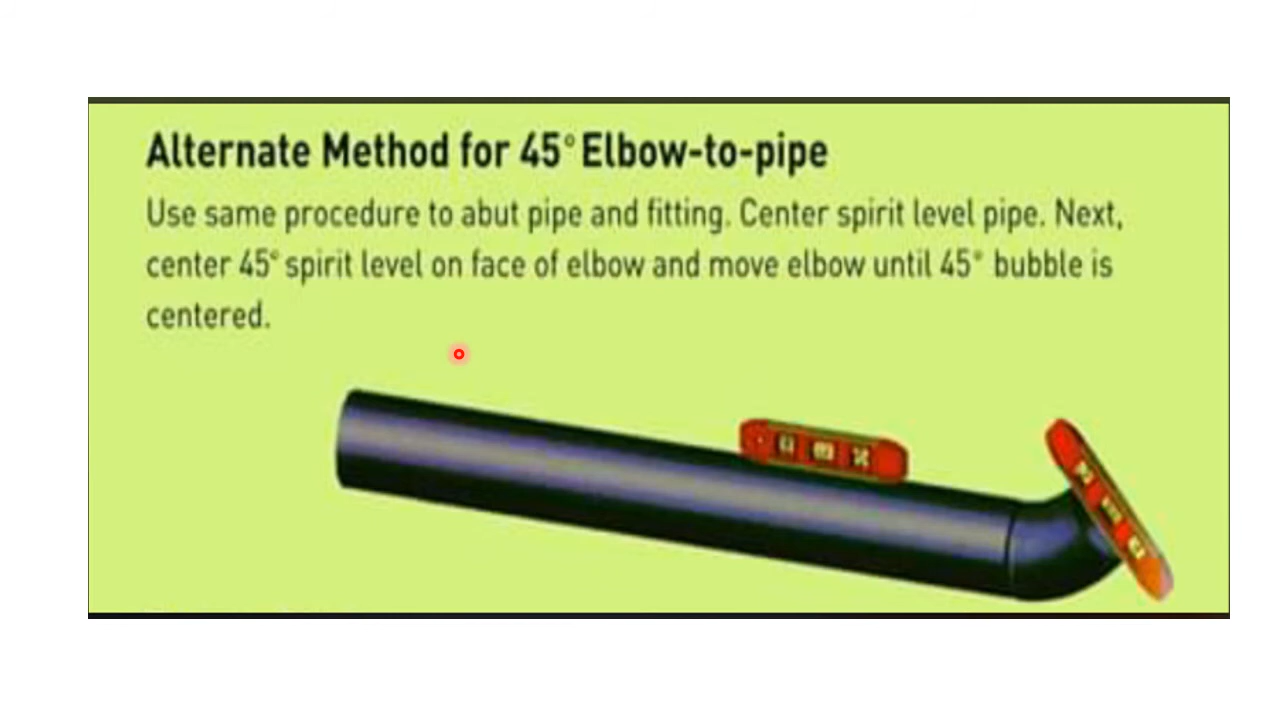 Alternate Method for 45° Elbow-to-pipe
Use same procedure to abut pipe and fitting. Center spirit level pipe. Next,
center 45° spirit level on face of elbow and move elbow until 45° bubble is
centered.